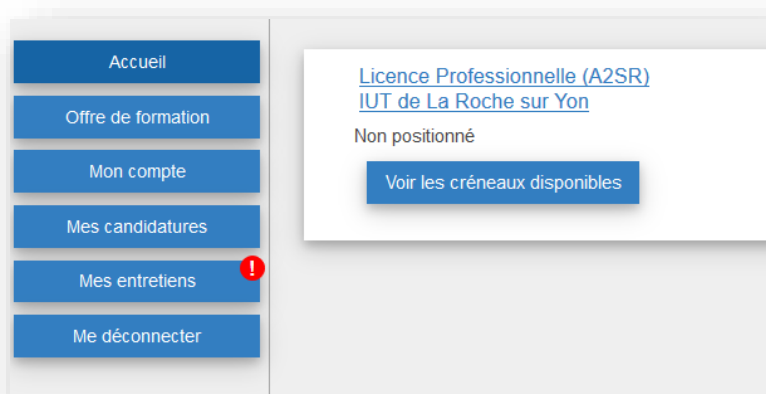 Accueil
Offre de formation
Mon compte
Mes candidatures
Mes entretiens
!
Me déconnecter
Licence Professionnelle (A2SR)
IUT de La Roche sur Yon
Non positionné
Voir les créneaux disponibles